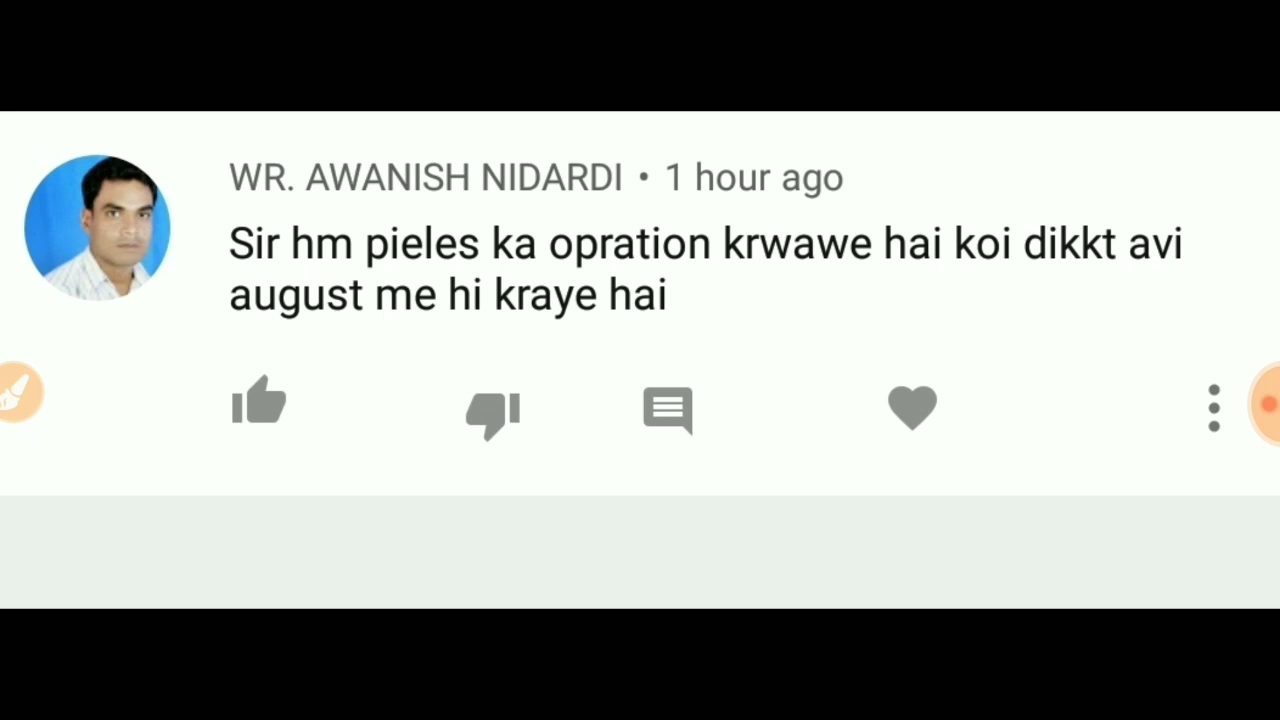 WR. AWANISH NIDARDI • 1 hour ago
Sir hm pieles ka opration krwawe hai koi dikkt avi
august me hi kraye hai